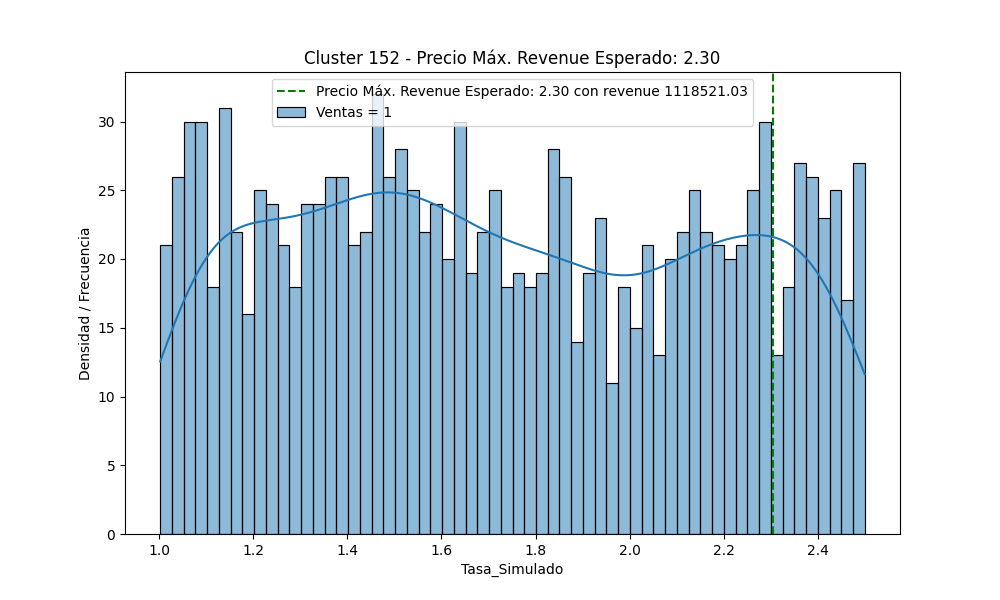 Cluster 152 - Precio Máx. Revenue Esperado: 2.30
Precio Máx. Revenue Esperado: 2.30 con revenue 1118521.03
Ventas = 1
Densidad / Frecuencia
30
25
20
15
10
5
0
1.0 1.2 1.4 1.6 1.8 2.0 2.2 2.4
Tasa_Simulado